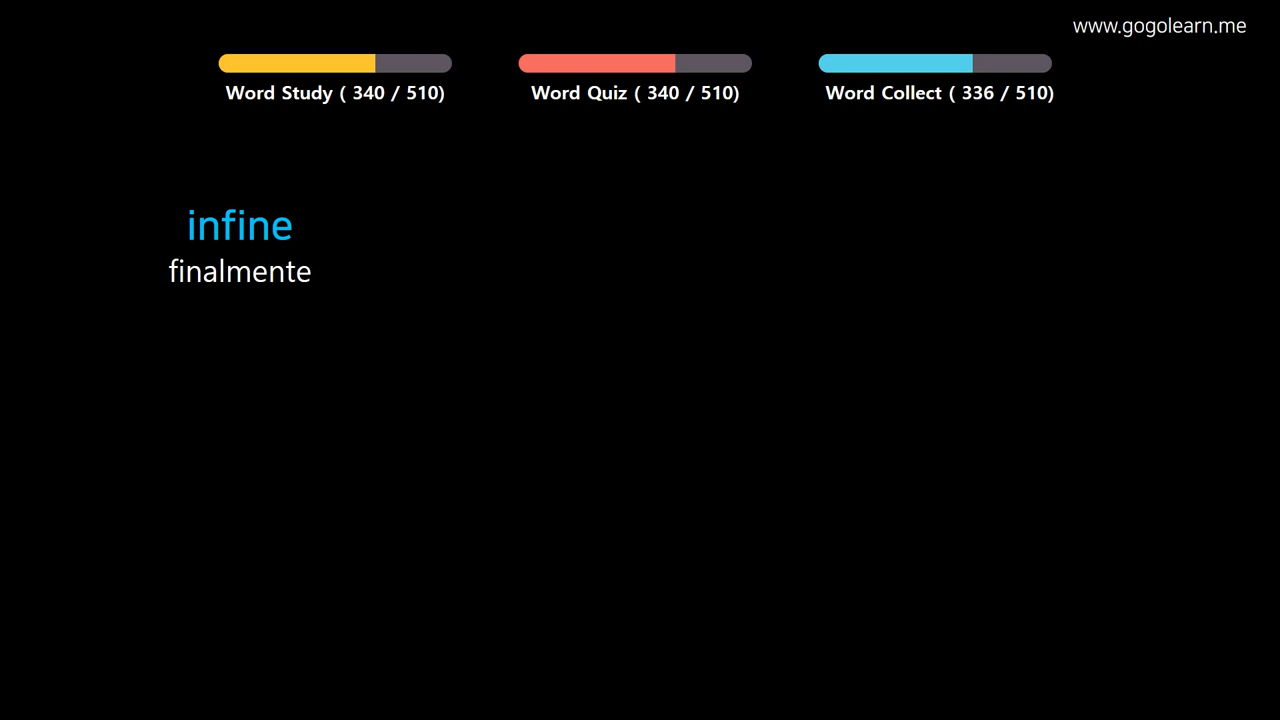 www.gogolearn.me
Word Study ( 340 / 510)
Word Quiz ( 340 / 510)
Word Collect ( 336 / 510)
infine
finalmente